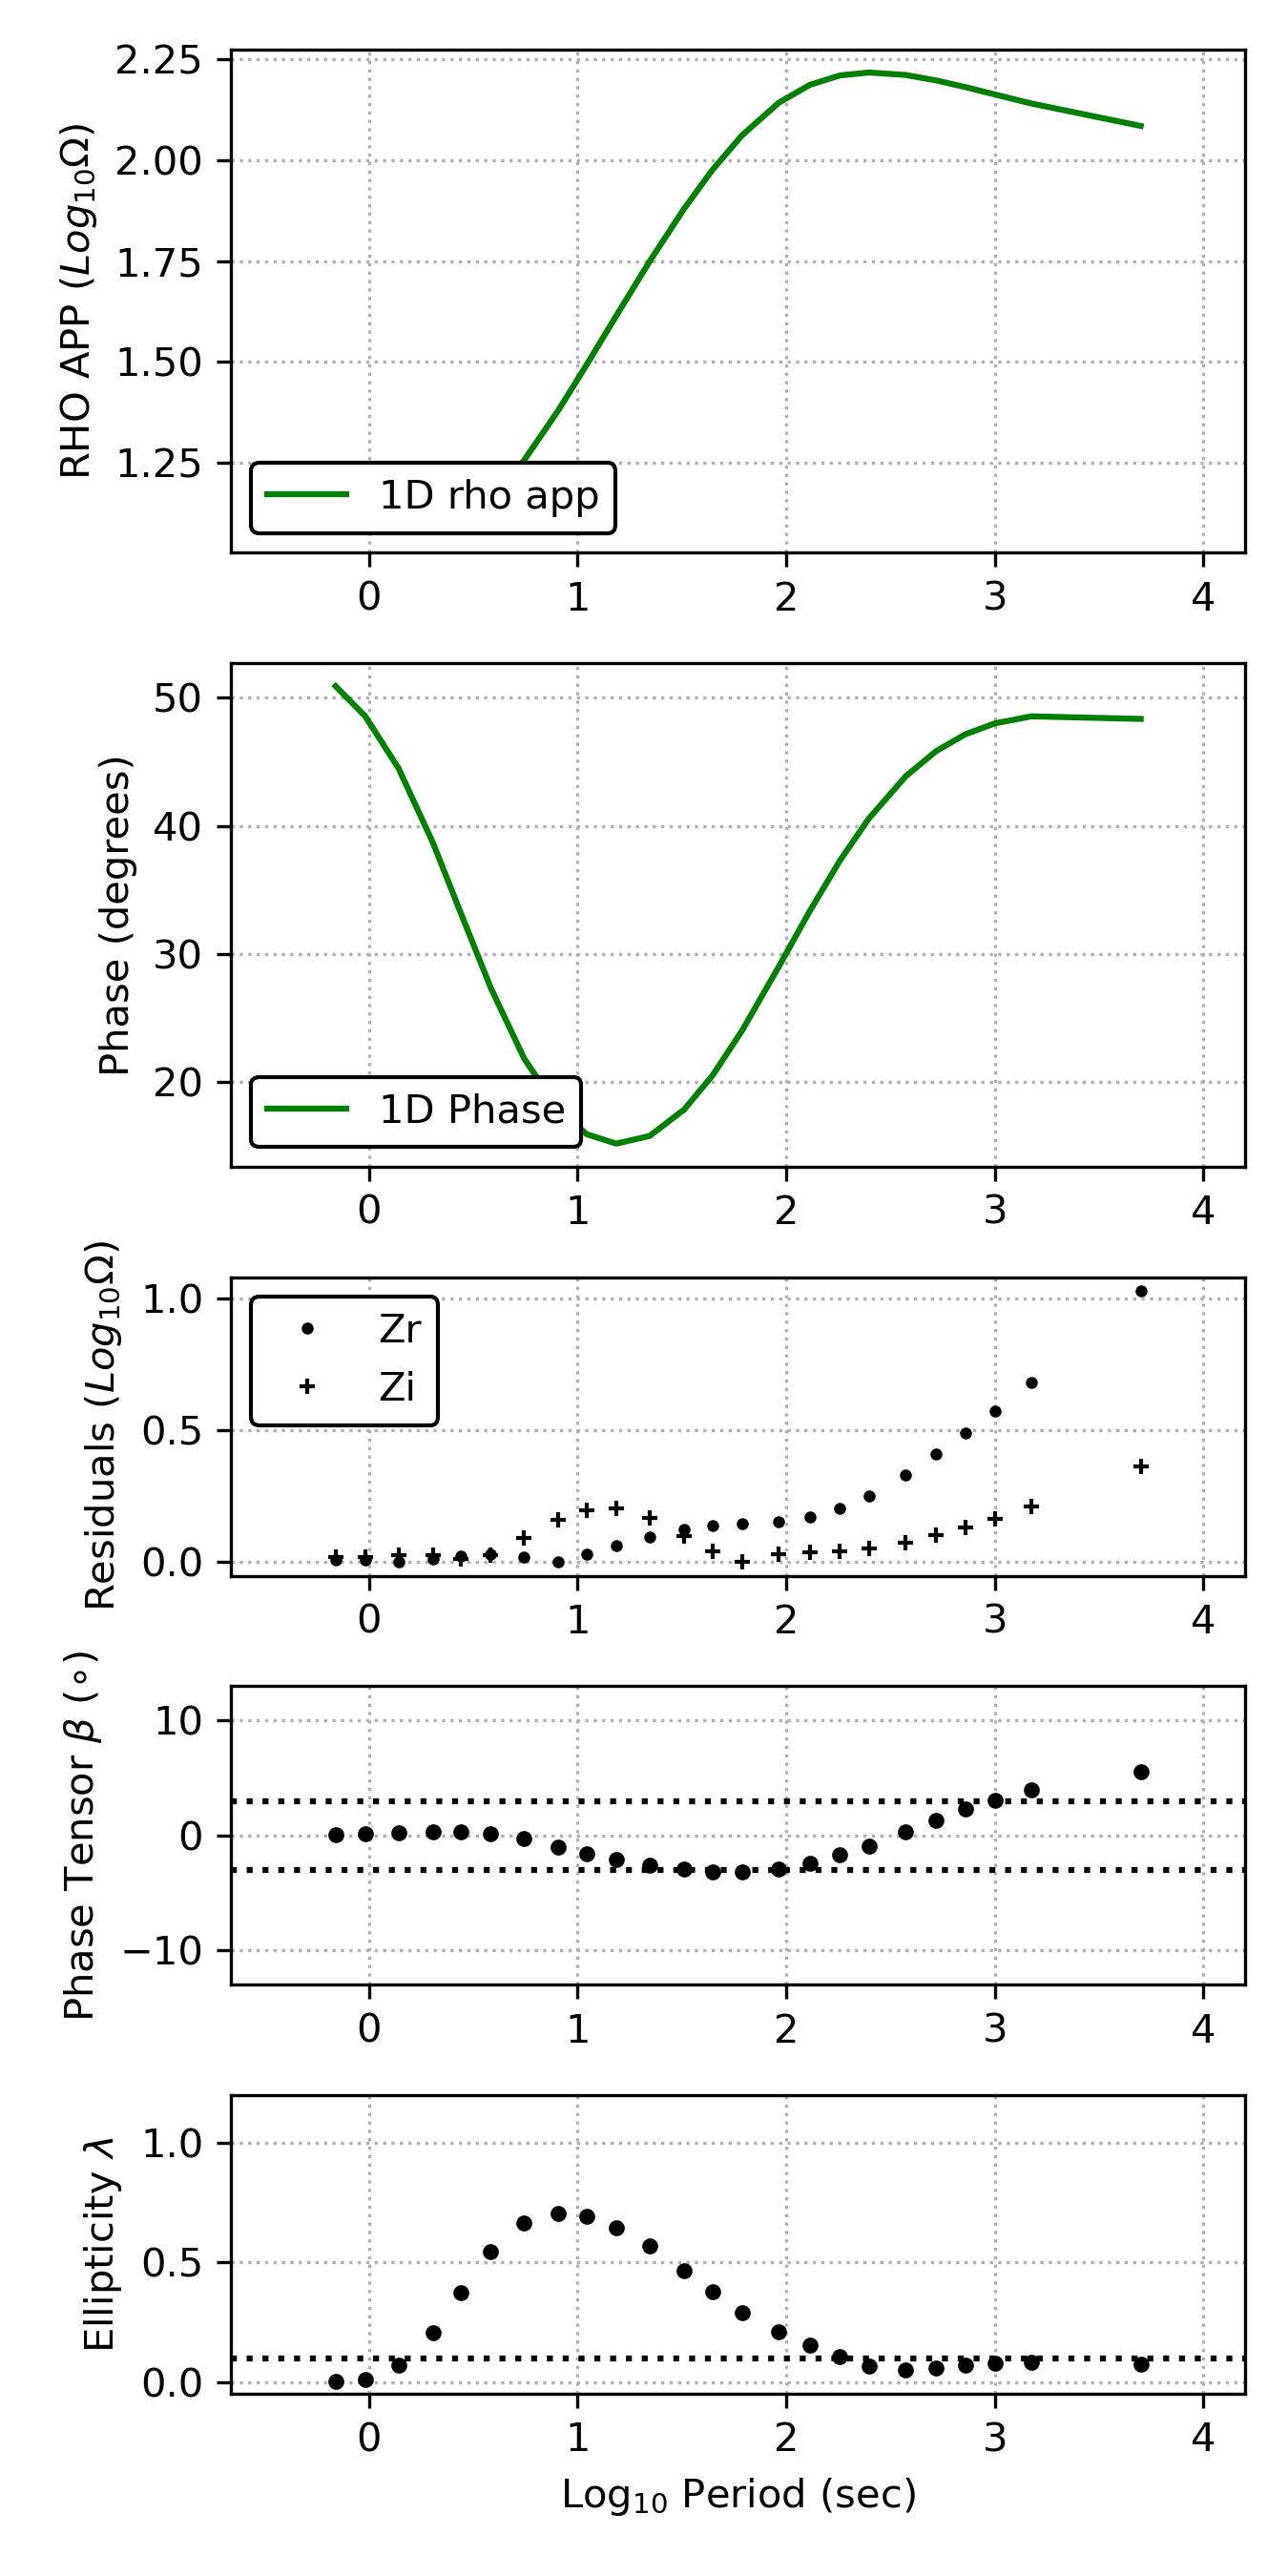 RHO APP (Log₁₀Ω)
2.25
2.00
1.75
1.50
1.25
1D rho app
0 1 2 3 4
Phase (degrees)
50
40
30
20
1D Phase
0 1 2 3 4
Residuals (Log₁₀Ω)
1.0
0.5
0.0
Zr
Zi
0 1 2 3 4
Phase Tensor β (∘)
10
0
−10
0 1 2 3 4
Ellipticity λ
1.0
0.5
0.0
0 1 2 3 4
Log₁₀ Period (sec)